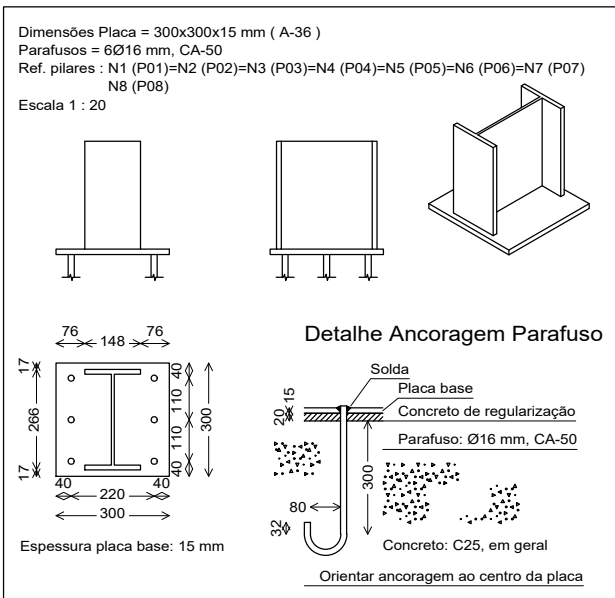 Dimensões Placa = 300x300x15 mm ( A-36 )
Parafusos = 6Ø16 mm, CA-50
Ref. pilares : N1 (P01)=N2 (P02)=N3 (P03)=N4 (P04)=N5 (P05)=N6 (P06)=N7 (P07)
N8 (P08)
Escala 1 : 20
76
148
76
17
266
17
40
110
110
40
300
40
40
220
300
Espessura placa base: 15 mm
Detalhe Ancoragem Parafuso
Solda
Placa base
Concreto de regularização
Parafuso: Ø16 mm, CA-50
15
20
300
80
32
Concreto: C25, em geral
Orientar ancoragem ao centro da placa